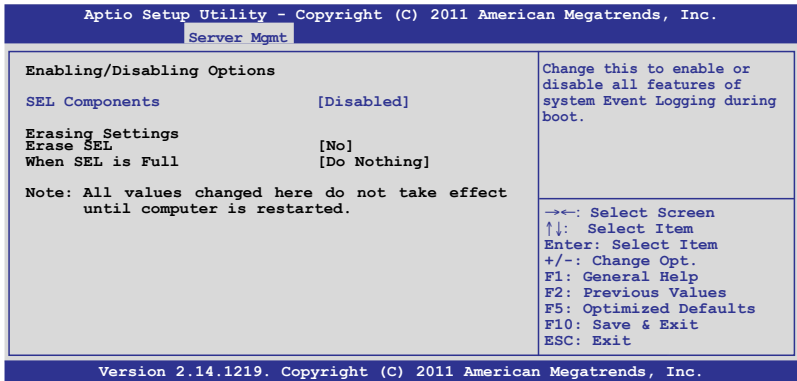 Aptio Setup Utility - Copyright (C) 2011 American Megatrends, Inc.
Server Mgmt
Enabling/Disabling Options
SEL Components [Disabled]
Erasing Settings
Erase SEL [No]
When SEL is Full [Do Nothing]
Note: All values changed here do not take effect
until computer is restarted.
Change this to enable or
disable all features of
system Event Logging during
boot.
→←: Select Screen
↑↓: Select Item
Enter: Select Item
+/-: Change Opt.
F1: General Help
F2: Previous Values
F5: Optimized Defaults
F10: Save & Exit
ESC: Exit
Version 2.14.1219. Copyright (C) 2011 American Megatrends, Inc.